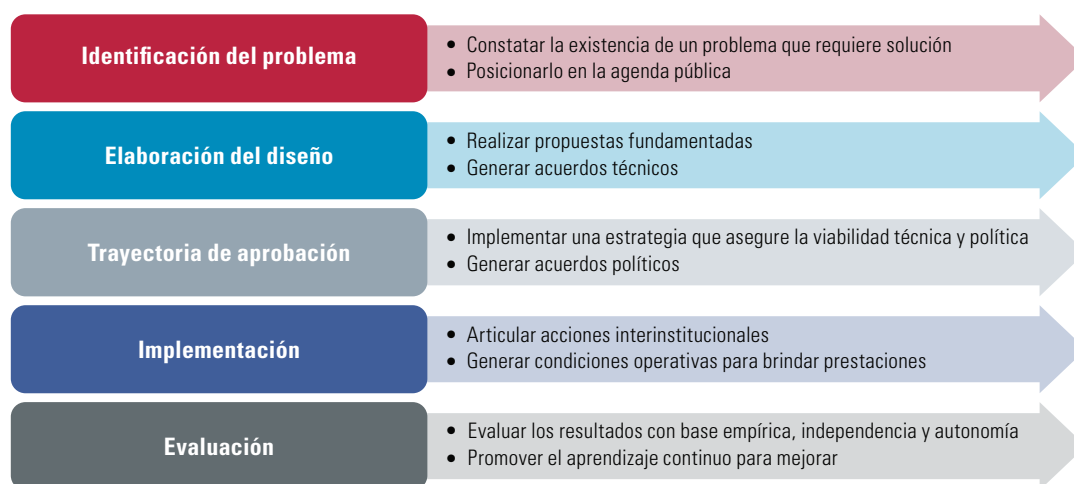 Identificación del problema
• Constatar la existencia de un problema que requiere solución
• Posicionarlo en la agenda pública
Elaboración del diseño
• Realizar propuestas fundamentadas
• Generar acuerdos técnicos
Trayectoria de aprobación
• Implementar una estrategia que asegure la viabilidad técnica y política
• Generar acuerdos políticos
Implementación
• Articular acciones interinstitucionales
• Generar condiciones operativas para brindar prestaciones
Evaluación
• Evaluar los resultados con base empírica, independencia y autonomía
• Promover el aprendizaje continuo para mejorar